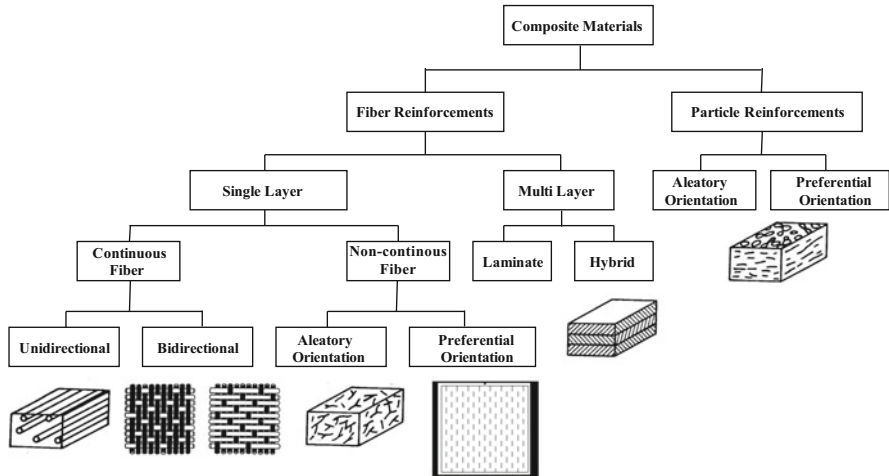 Composite Materials
Fiber Reinforcements
Particle Reinforcements
Single Layer
Multi Layer
Aleatory
Orientation
Preferential
Orientation
Continuous
Fiber
Non-continous
Fiber
Laminate
Hybrid
Unidirectional
Bidirectional
Aleatory
Orientation
Preferential
Orientation